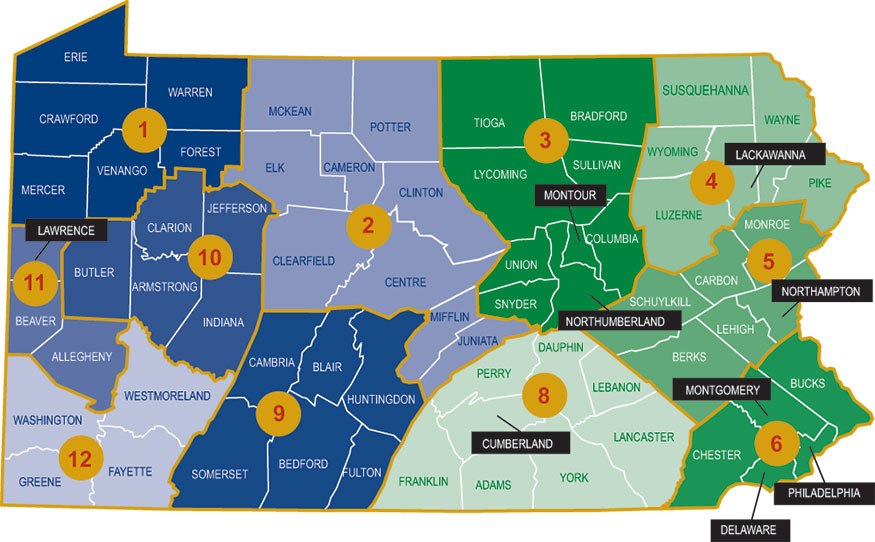 ERIE
WARREN
CRAWFORD
1
FOREST
VENANGO
MERCER
MCKEAN
POTTER
ELK
CAMERON
CLINTON
2
CLEARFIELD
CENTRE
MIFFLIN
JUNIATA
TIOGA
BRADFORD
3
SULLIVAN
LYCOMING
MONTOUR
COLUMBIA
UNION
SNYDER
NORTHUMBERLAND
SUSQUEHANNA
WAYNE
WYOMING
LACKAWANNA
4
PIKE
LUZERNE
MONROE
5
CARBON
NORTHAMPTON
SCHUYLKILL
LEHIGH
BERKS
LAWRENCE
11
BEAVER
ALLEGHENY
JEFFERSON
CLARION
10
BUTLER
ARMSTRONG
INDIANA
WESTMORELAND
WASHINGTON
12
FAYETTE
GREENE
CAMBRIA
BLAIR
HUNTINGDON
9
SOMERSET
BEDFORD
FULTON
DAUPHIN
PERRY
LEBANON
8
CUMBERLAND
LANCASTER
FRANKLIN
ADAMS
YORK
MONTGOMERY
BUCKS
CHESTER
6
PHILADELPHIA
DELAWARE